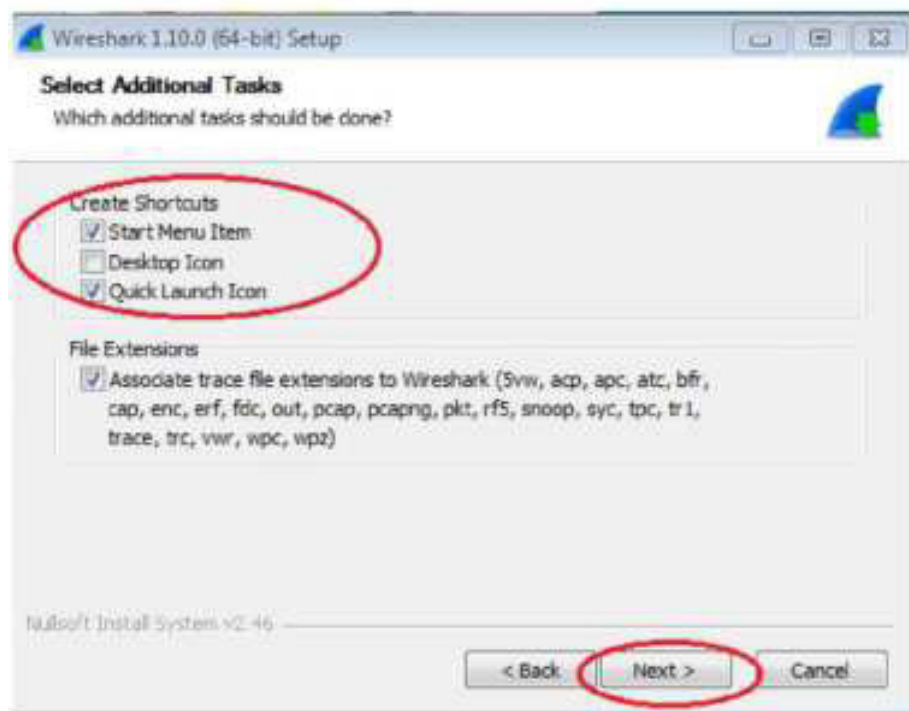 Wireshark 1.10.0 (64-bit) Setup
Select Additional Tasks
Which additional tasks should be done?
Create Shortcuts
Start Menu Item
Desktop Icon
Quick Launch Icon
File Extensions
Associate trace file extensions to Wireshark (5vw, acp, apc, atc, bfr,
cap, enc, erf, fdc, out, pcap, pcapng, pkt, rf5, snoop, syc, tpc, tr1,
trace, trc, vwr, wpc, wpz)
Nullsoft Install System v2.46
< Back Next > Cancel